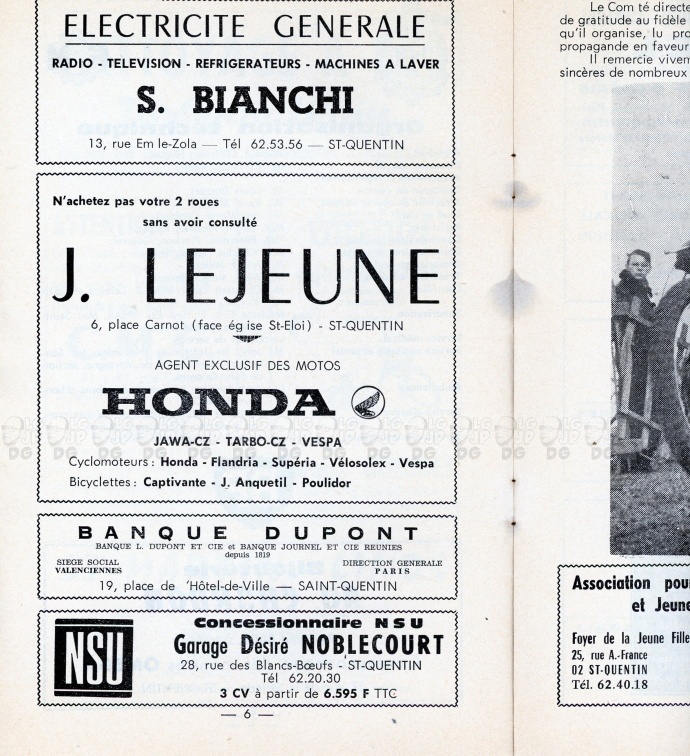 ELECTRICITE GENERALE
RADIO - TELEVISION - REFRIGERATEURS - MACHINES A LAVER
S. BIANCHI
13, rue Em le-Zola — Tél 62.53.56 — ST-QUENTIN
N'achetez pas votre 2 roues
sans avoir consulté
J. LEJEUNE
6, place Carnot (face ég ise St-Eloi) - ST-QUENTIN
AGENT EXCLUSIF DES MOTOS
HONDA
JAWA-CZ - TARBO-CZ - VESPA
Cyclomoteurs : Honda - Flandria - Supéria - Vélosolex - Vespa
Bicyclettes : Captivante - J. Anquetil - Poulidor
BANQUE DUPONT
BANQUE L. DUPONT ET CIE et BANQUE JOURNEL ET CIE REUNIES
depuis 1819
SIEGE SOCIAL
VALENCIENNES
DIRECTION GENERALE
PARIS
19, place de 'Hôtel-de-Ville — SAINT-QUENTIN
NSU
Concessionnaire NSU
Garage Désiré NOBLECOURT
28, rue des Blancs-Bœufs - ST-QUENTIN
Tél 62.20.30
3 CV à partir de 6.595 F TTC
— 6 —
Le Com té directe
de gratitude au fidèle
qu'il organise, lu pro
propagande en faveur
Il remercie vivem
sincères de nombreux
Association pou
et Jeune
Foyer de la Jeune Fille
25, rue A.-France
02 ST-QUENTIN
Tél. 62.40.18